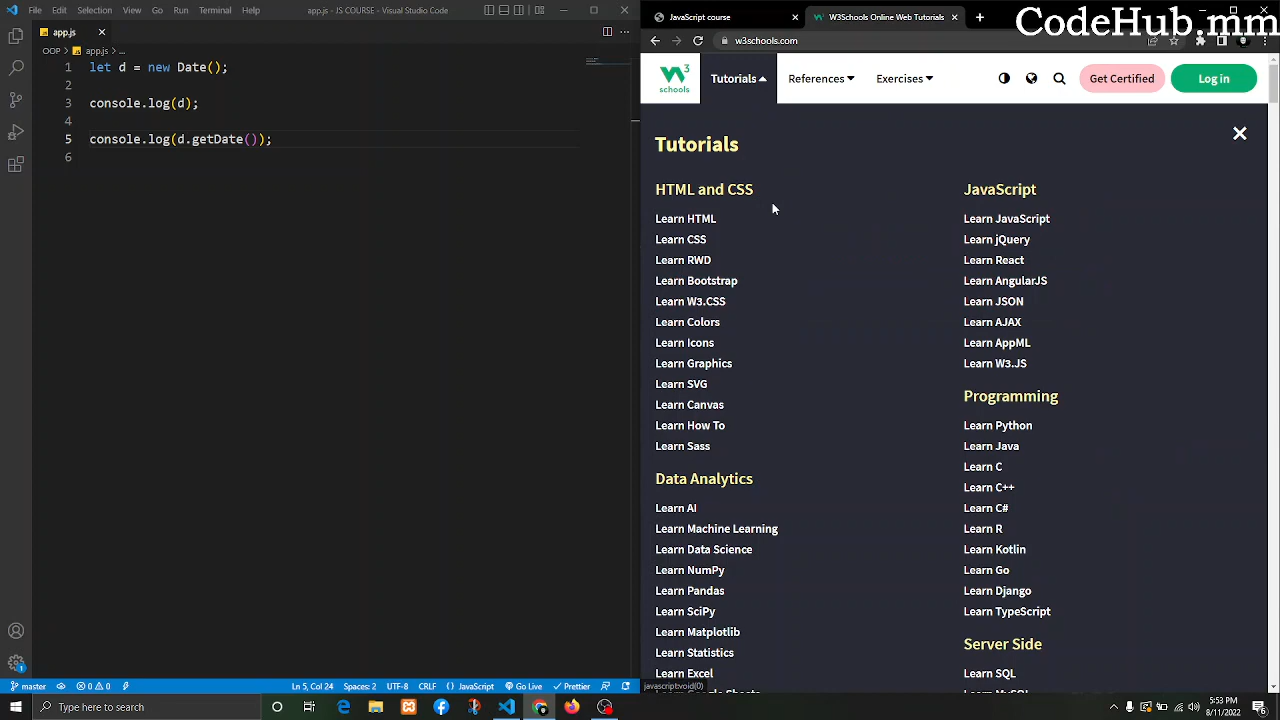 File Edit Selection View Go Run Terminal Help app.js - JS COURSE - Visual Studio Code
app.js
OOP > app.js > ...
1 let d = new Date();
2
3 console.log(d);
4
5 console.log(d.getDate());
6
master
0 0
Ln 5, Col 24 Spaces: 2 UTF-8 CRLF { } JavaScript Go Live Prettier
JavaScript course
W3Schools Online Web Tutorials
CodeHub.mm
w3schools.com
W3
schools
Tutorials
References
Exercises
Get Certified
Log in
Tutorials
HTML and CSS
Learn HTML
Learn CSS
Learn RWD
Learn Bootstrap
Learn W3.CSS
Learn Colors
Learn Icons
Learn Graphics
Learn SVG
Learn Canvas
Learn How To
Learn Sass
Data Analytics
Learn AI
Learn Machine Learning
Learn Data Science
Learn NumPy
Learn Pandas
Learn SciPy
Learn Matplotlib
Learn Statistics
Learn Excel
JavaScript
Learn JavaScript
Learn jQuery
Learn React
Learn AngularJS
Learn JSON
Learn AJAX
Learn AppML
Learn W3.JS
Programming
Learn Python
Learn Java
Learn C
Learn C++
Learn C#
Learn R
Learn Kotlin
Learn Go
Learn Django
Learn TypeScript
Server Side
Learn SQL
javascript:void(0)
Type here to search
5:53 PM
8/11/2022